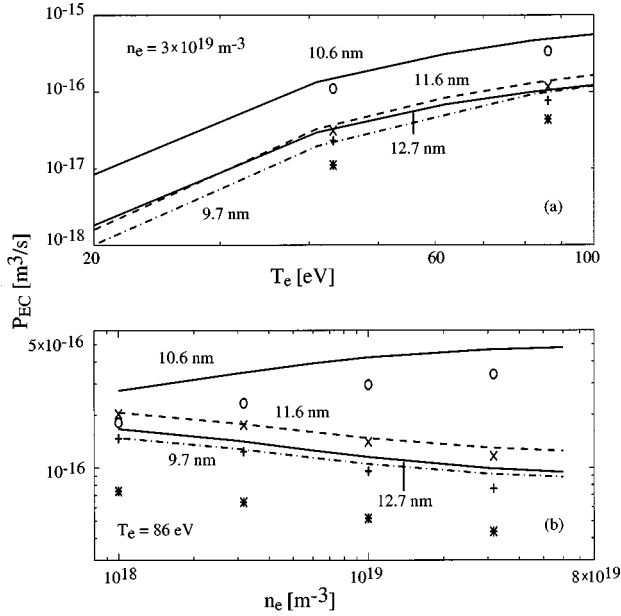 10⁻¹⁵
nₑ = 3×10¹⁹ m⁻³
10.6 nm
11.6 nm
10⁻¹⁶
12.7 nm
10⁻¹⁷
9.7 nm
(a)
10⁻¹⁸
20
60
100
Tₑ [eV]
P_EC [m³/s]
5×10⁻¹⁶
10.6 nm
11.6 nm
9.7 nm
12.7 nm
10⁻¹⁶
Tₑ = 86 eV
(b)
10¹⁸
10¹⁹
8×10¹⁹
nₑ [m⁻³]